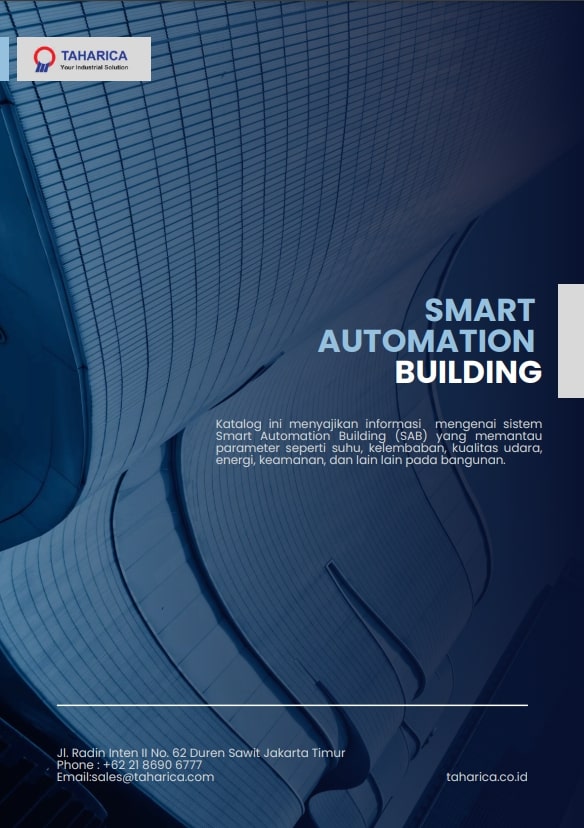 TAHARICA
Your Industrial Solution
SMART
AUTOMATION
BUILDING
Katalog ini menyajikan informasi mengenai sistem
Smart Automation Building (SAB) yang memantau
parameter seperti suhu, kelembaban, kualitas udara,
energi, keamanan, dan lain lain pada bangunan.
Jl. Radin Inten II No. 62 Duren Sawit Jakarta Timur
Phone : +62 21 8690 6777
Email:sales@taharica.com
taharica.co.id